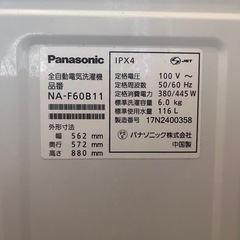 Panasonic
全自動電気洗濯機
品番
NA-F60B11
外形寸法
幅 562 mm
奥行 572 mm
高さ 880 mm
IPX4
JET
定格電圧 100 V ~
定格周波数 50/60 Hz
定格消費電力 380/445 W
標準洗濯容量 6.0 kg
標準使用水量 116 L
製造番号 17N2400358
パナソニック株式会社
中国製